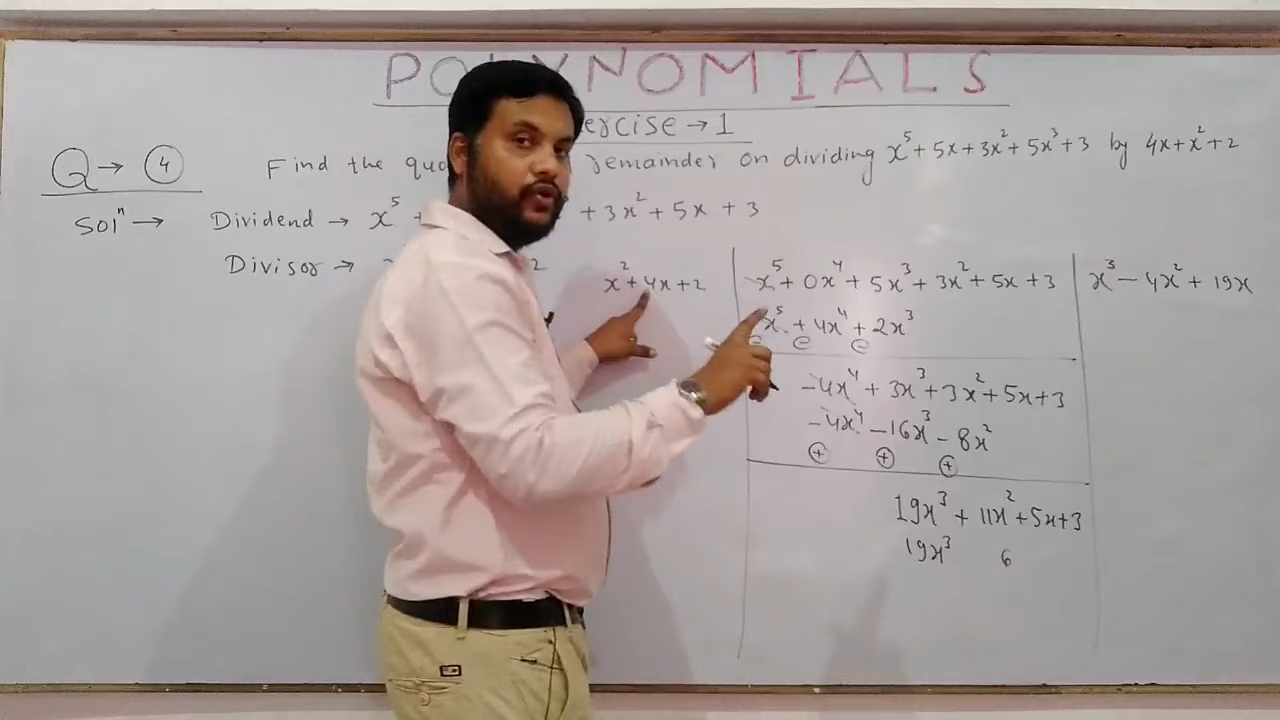 POLYNOMIALS
ercise → 1
Q → 4 Find the quo remainder on dividing x⁵ + 5x + 3x² + 5x³ + 3 by 4x + x² + 2
Solⁿ → Dividend → x⁵ + + 3x² + 5x + 3
Divisor → 2
x² + 4x + 2 x⁵ + 0x⁴ + 5x³ + 3x² + 5x + 3 x³ - 4x² + 19x
x⁵ + 4x⁴ + 2x³
-4x⁴ + 3x³ + 3x² + 5x + 3
-4x⁴ - 16x³ - 8x²
+ + +
19x³ + 11x² + 5x + 3
19x³ 6